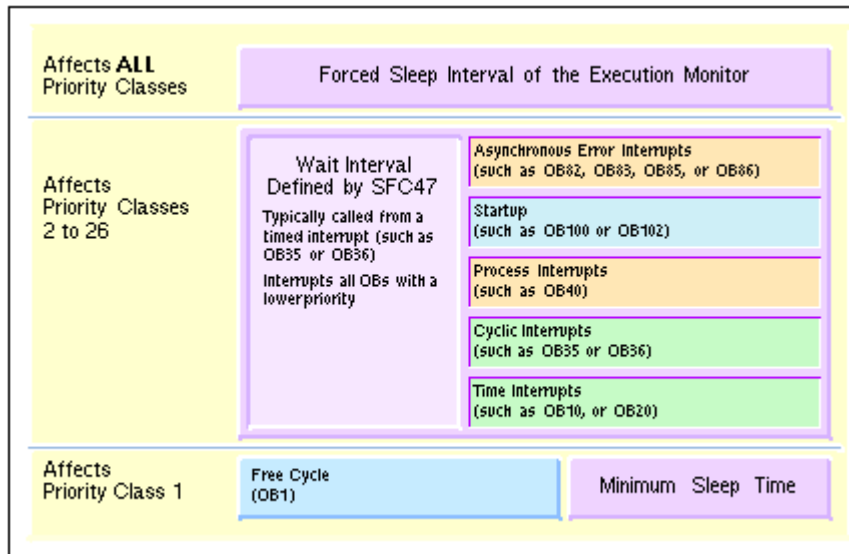 Affects ALL
Priority Classes
Forced Sleep Interval of the Execution Monitor
Affects
Priority Classes
2 to 26
Wait Interval
Defined by SFC47
Typically called from a
timed interrupt (such as
OB35 or OB36)
Interrupts all OBs with a
lowerpriority
Asynchronous Error Interrupts
(such as OB82, OB83, OB85, or OB86)
Startup
(such as OB100 or OB102)
Process Interrupts
(such as OB40)
Cyclic Interrupts
(such as OB35 or OB36)
Time Interrupts
(such as OB10, or OB20)
Affects
Priority Class 1
Free Cycle
(OB1)
Minimum Sleep Time